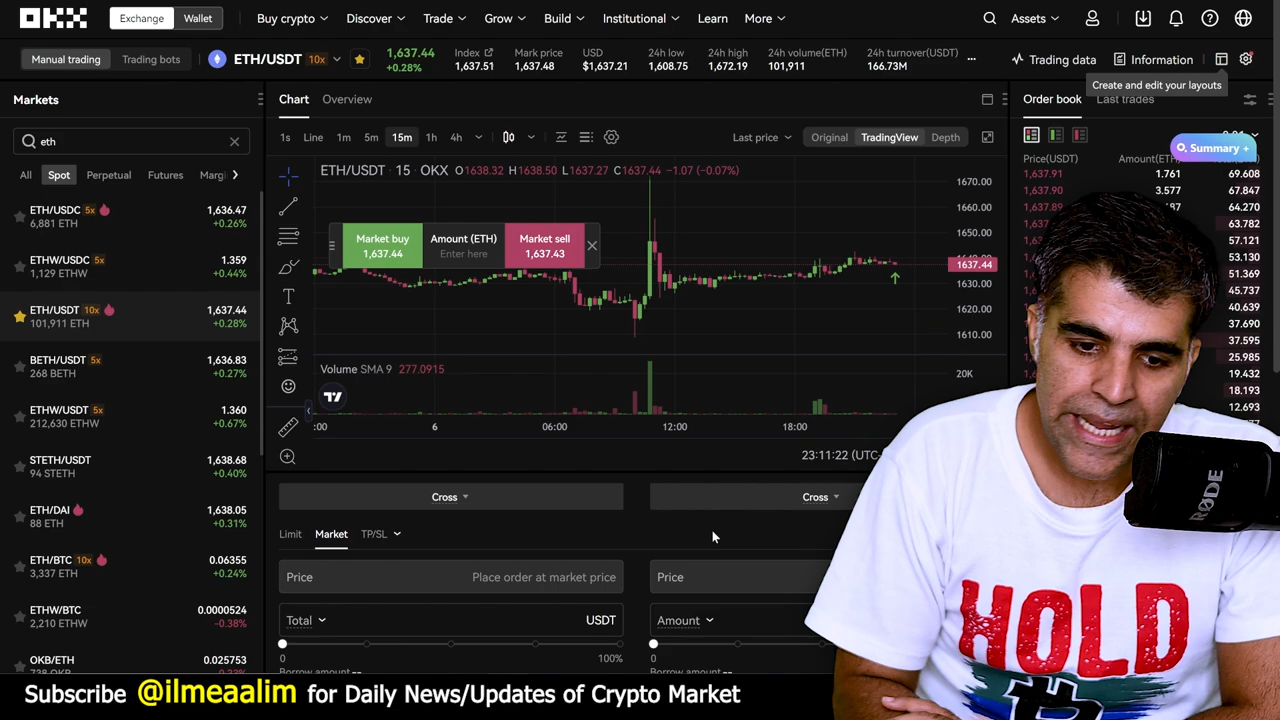 OKX
Exchange
Wallet
Buy crypto
Discover
Trade
Grow
Build
Institutional
Learn
More
Assets
Manual trading
Trading bots
ETH/USDT 10x
1,637.44
+0.28%
Index
1,637.51
Mark price
1,637.48
USD
$1,637.21
24h low
1,608.75
24h high
1,672.19
24h volume(ETH)
101,911
24h turnover(USDT)
166.73M
Trading data
Information
Create and edit your layouts
Markets
eth
All
Spot
Perpetual
Futures
Margi
ETH/USDC 5x
1,636.47
6,881 ETH
+0.26%
ETHW/USDC 5x
1.359
1,129 ETHW
+0.44%
ETH/USDT 10x
1,637.44
101,911 ETH
+0.28%
BETH/USDT 5x
1,636.83
268 BETH
+0.27%
ETHW/USDT 5x
1.360
212,630 ETHW
+0.67%
STETH/USDT
1,638.68
94 STETH
+0.40%
ETH/DAI
1,638.05
88 ETH
+0.31%
ETH/BTC 10x
0.06355
3,337 ETH
+0.24%
ETHW/BTC
0.0000524
2,210 ETHW
-0.38%
OKB/ETH
0.025753
Chart
Overview
1s
Line
1m
5m
15m
1h
4h
Last price
Original
TradingView
Depth
ETH/USDT · 15 · OKX O1638.32 H1638.50 L1637.27 C1637.44 -1.07 (-0.07%)
Market buy
1,637.44
Amount (ETH)
Enter here
Market sell
1,637.43
1670.00
1660.00
1650.00
1637.44
1630.00
1620.00
1610.00
Volume SMA 9 277.0915
20K
:00
6
06:00
12:00
18:00
23:11:22 (UTC-
Cross
Cross
Limit
Market
TP/SL
Price
Place order at market price
Price
Total
USDT
Amount
0
100%
0
Borrow amount --
Borrow amount --
Order book
Last trades
Summary +
Price(USDT)
Amount(ETH)
1,637.91 1.761 69.608
1,637.90 3.577 67.847
1,637.89
64.270
63.782
57.121
53.130
51.369
45.737
40.639
37.690
37.595
25.985
19.432
18.193
12.693
RØDE
HOLD
Subscribe @ilmeaalim for Daily News/Updates of Crypto Market